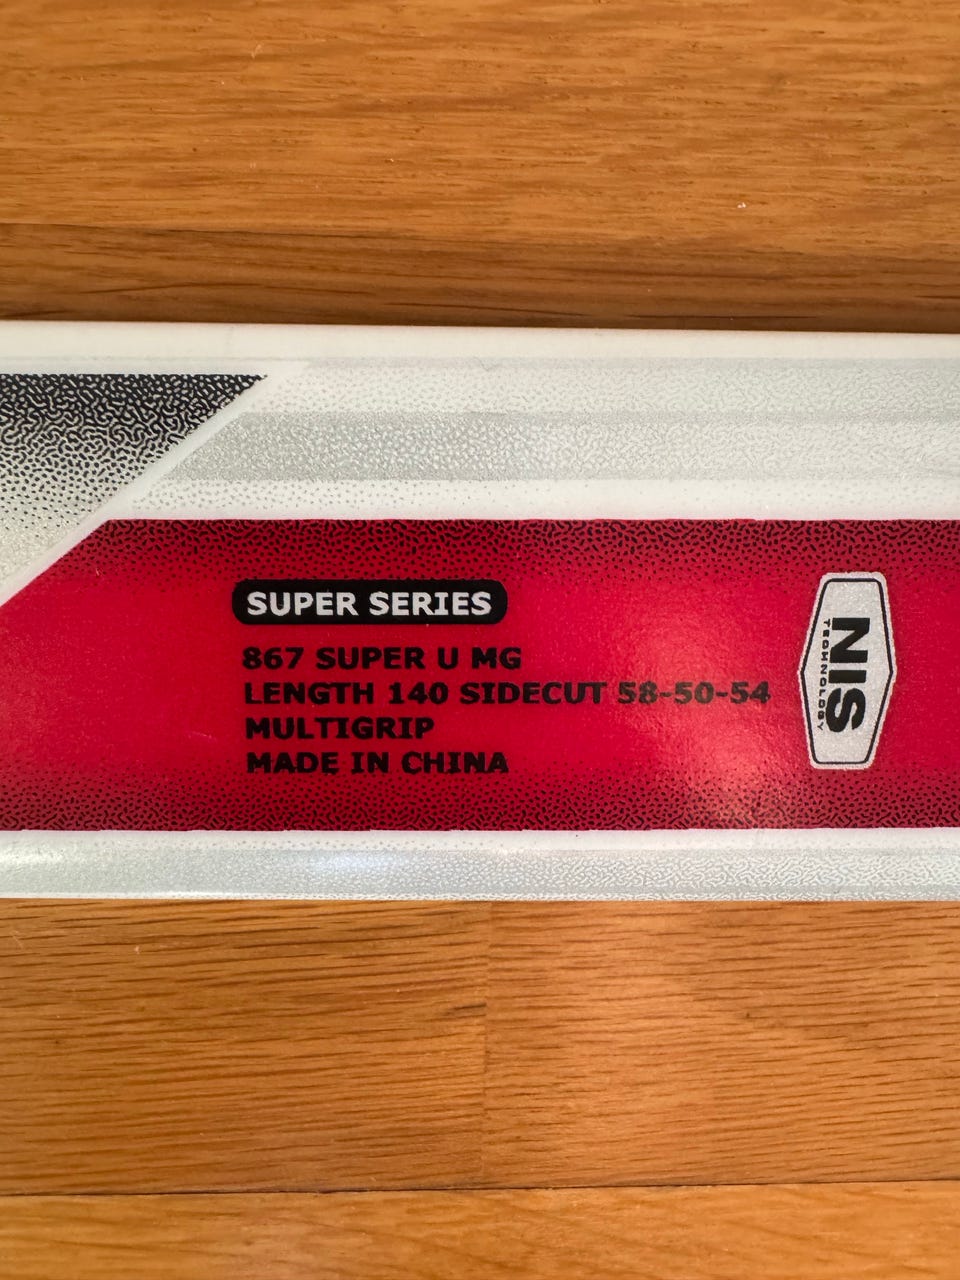 SUPER SERIES
867 SUPER U MG
LENGTH 140 SIDECUT 58-50-54
MULTIGRIP
MADE IN CHINA
NIS
TECHNOLOGY